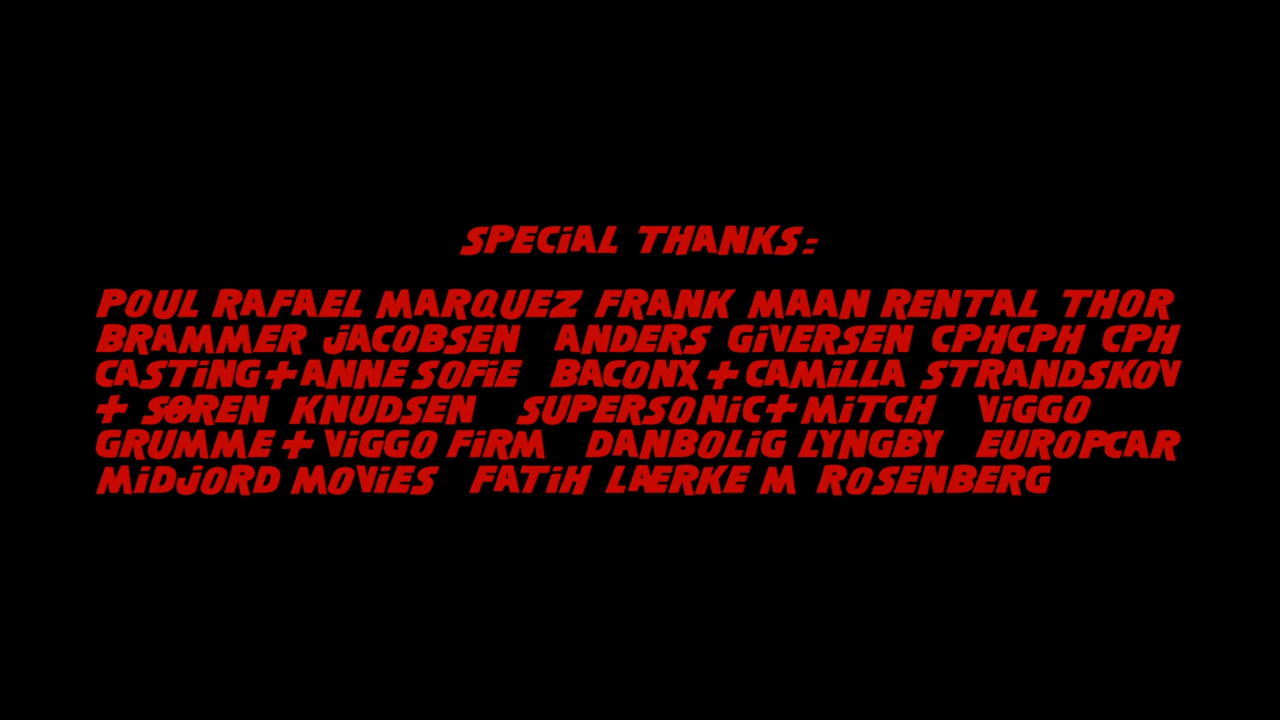 SPECiAL THANKS:
POUL RAFAEL MARQUEZ FRANK MAAN RENTAL THOR
BRAMMER JACOBSEN ANDERS GiVERSEN CPHCPH CPH
CASTiNG + ANNE SOFiE BACONX + CAMiLLA STRANDSKOV
+ SØREN KNUDSEN SUPERSONiC + MiTCH ViGGO
GRUMME + ViGGO FiRM DANBOLiG LYNGBY EUROPCAR
MiDJORD MOViES FATiH LÆRKE M ROSENBERG